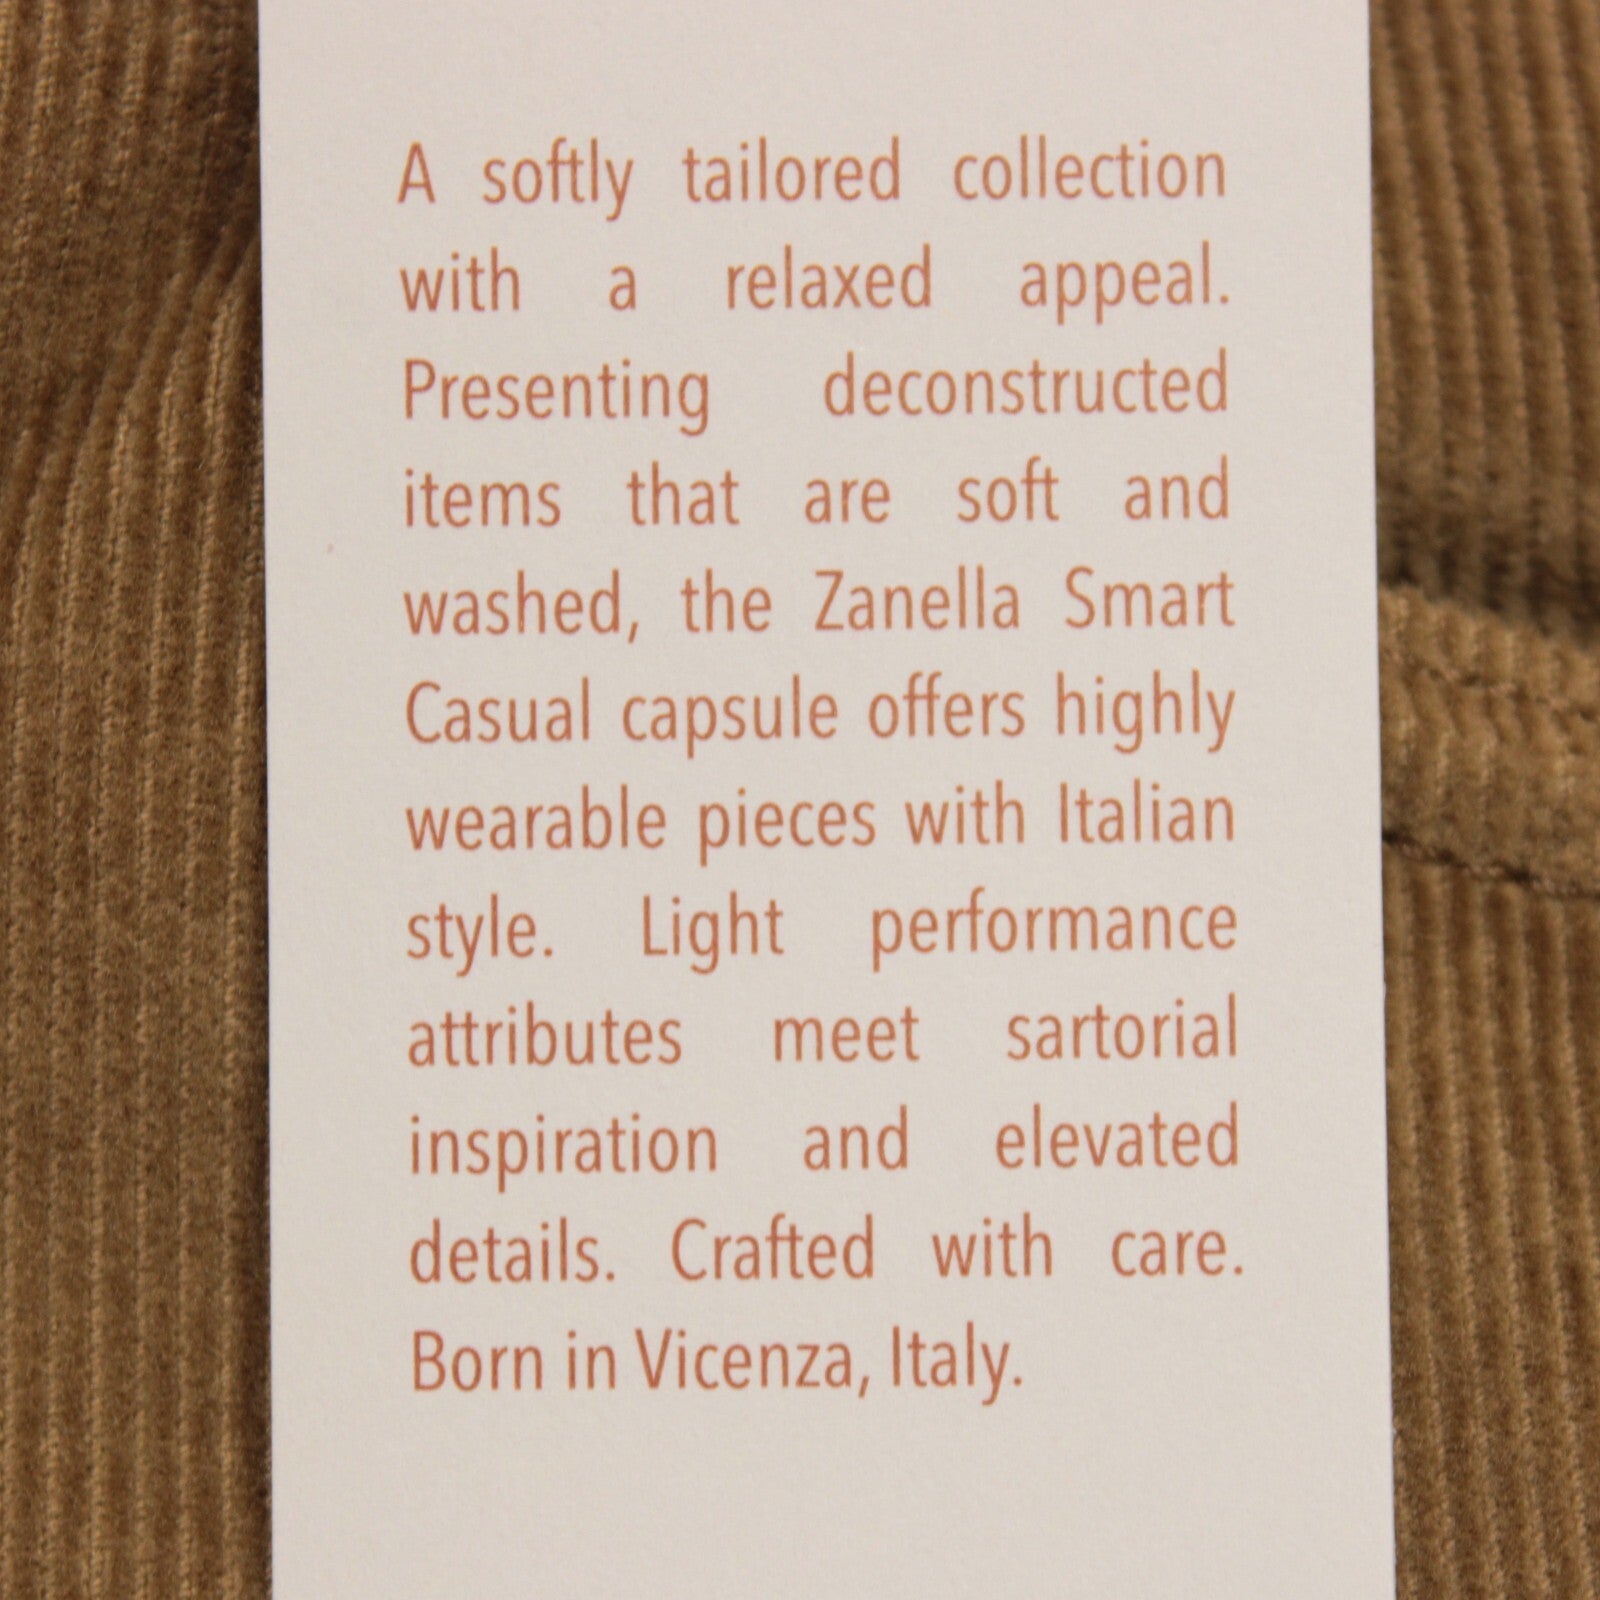 A softly tailored collection
with a relaxed appeal.
Presenting deconstructed
items that are soft and
washed, the Zanella Smart
Casual capsule offers highly
wearable pieces with Italian
style. Light performance
attributes meet sartorial
inspiration and elevated
details. Crafted with care.
Born in Vicenza, Italy.